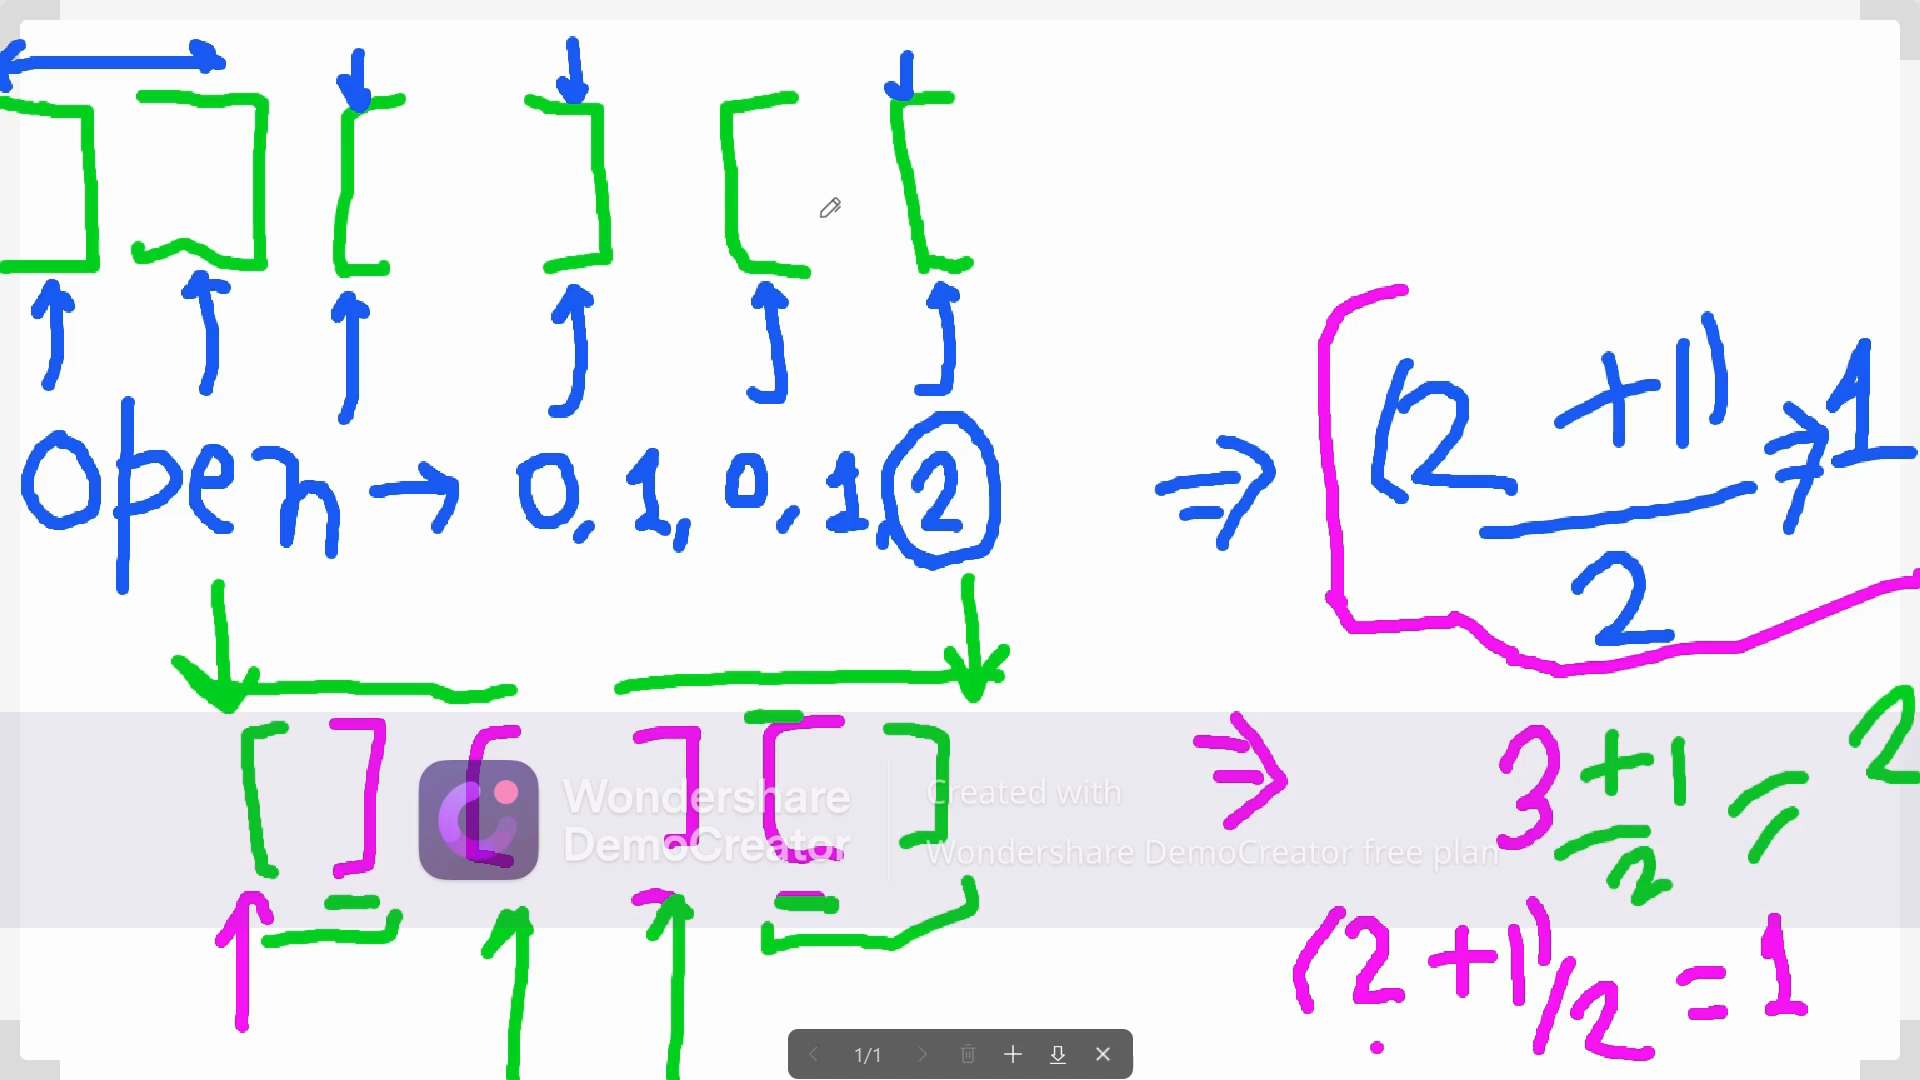 ] ] [ ] [ [
open → 0, 1, 0, 1, 2 ⇒ (2 +1) / 2 ⇒ 1
[ ] [ ] [ ] ⇒ 3 +1 / 2 = 2
Wondershare DemoCreator
Created with
Wondershare DemoCreator free plan
(2 +1)/2 = 1
1/1